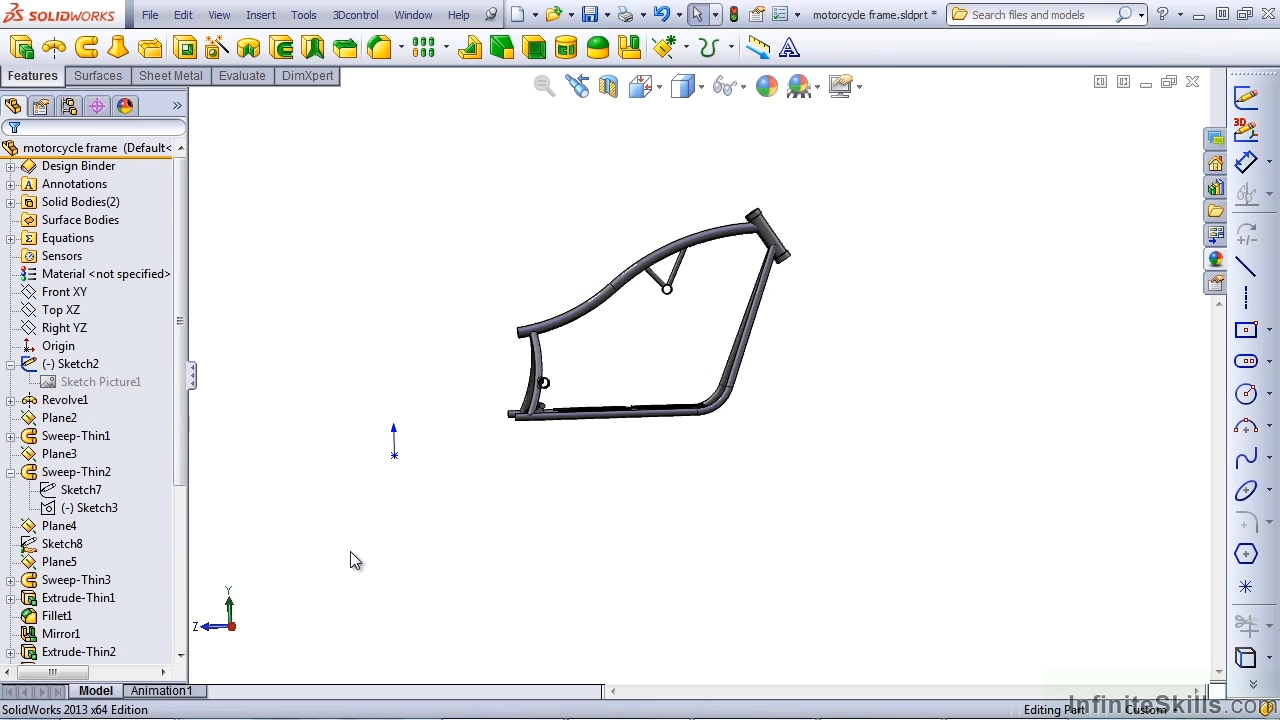 SOLIDWORKS File Edit View Insert Tools 3Dcontrol Window Help motorcycle frame.sldprt * Search files and models
Features Surfaces Sheet Metal Evaluate DimXpert
motorcycle frame (Default<
Design Binder
Annotations
Solid Bodies(2)
Surface Bodies
Equations
Sensors
Material <not specified>
Front XY
Top XZ
Right YZ
Origin
(-) Sketch2
Sketch Picture1
Revolve1
Plane2
Sweep-Thin1
Plane3
Sweep-Thin2
Sketch7
(-) Sketch3
Plane4
Sketch8
Plane5
Sweep-Thin3
Extrude-Thin1
Fillet1
Mirror1
Extrude-Thin2
3D
Y
Z
Model Animation1
SolidWorks 2013 x64 Edition Editing Part Custom
InfiniteSkills.com